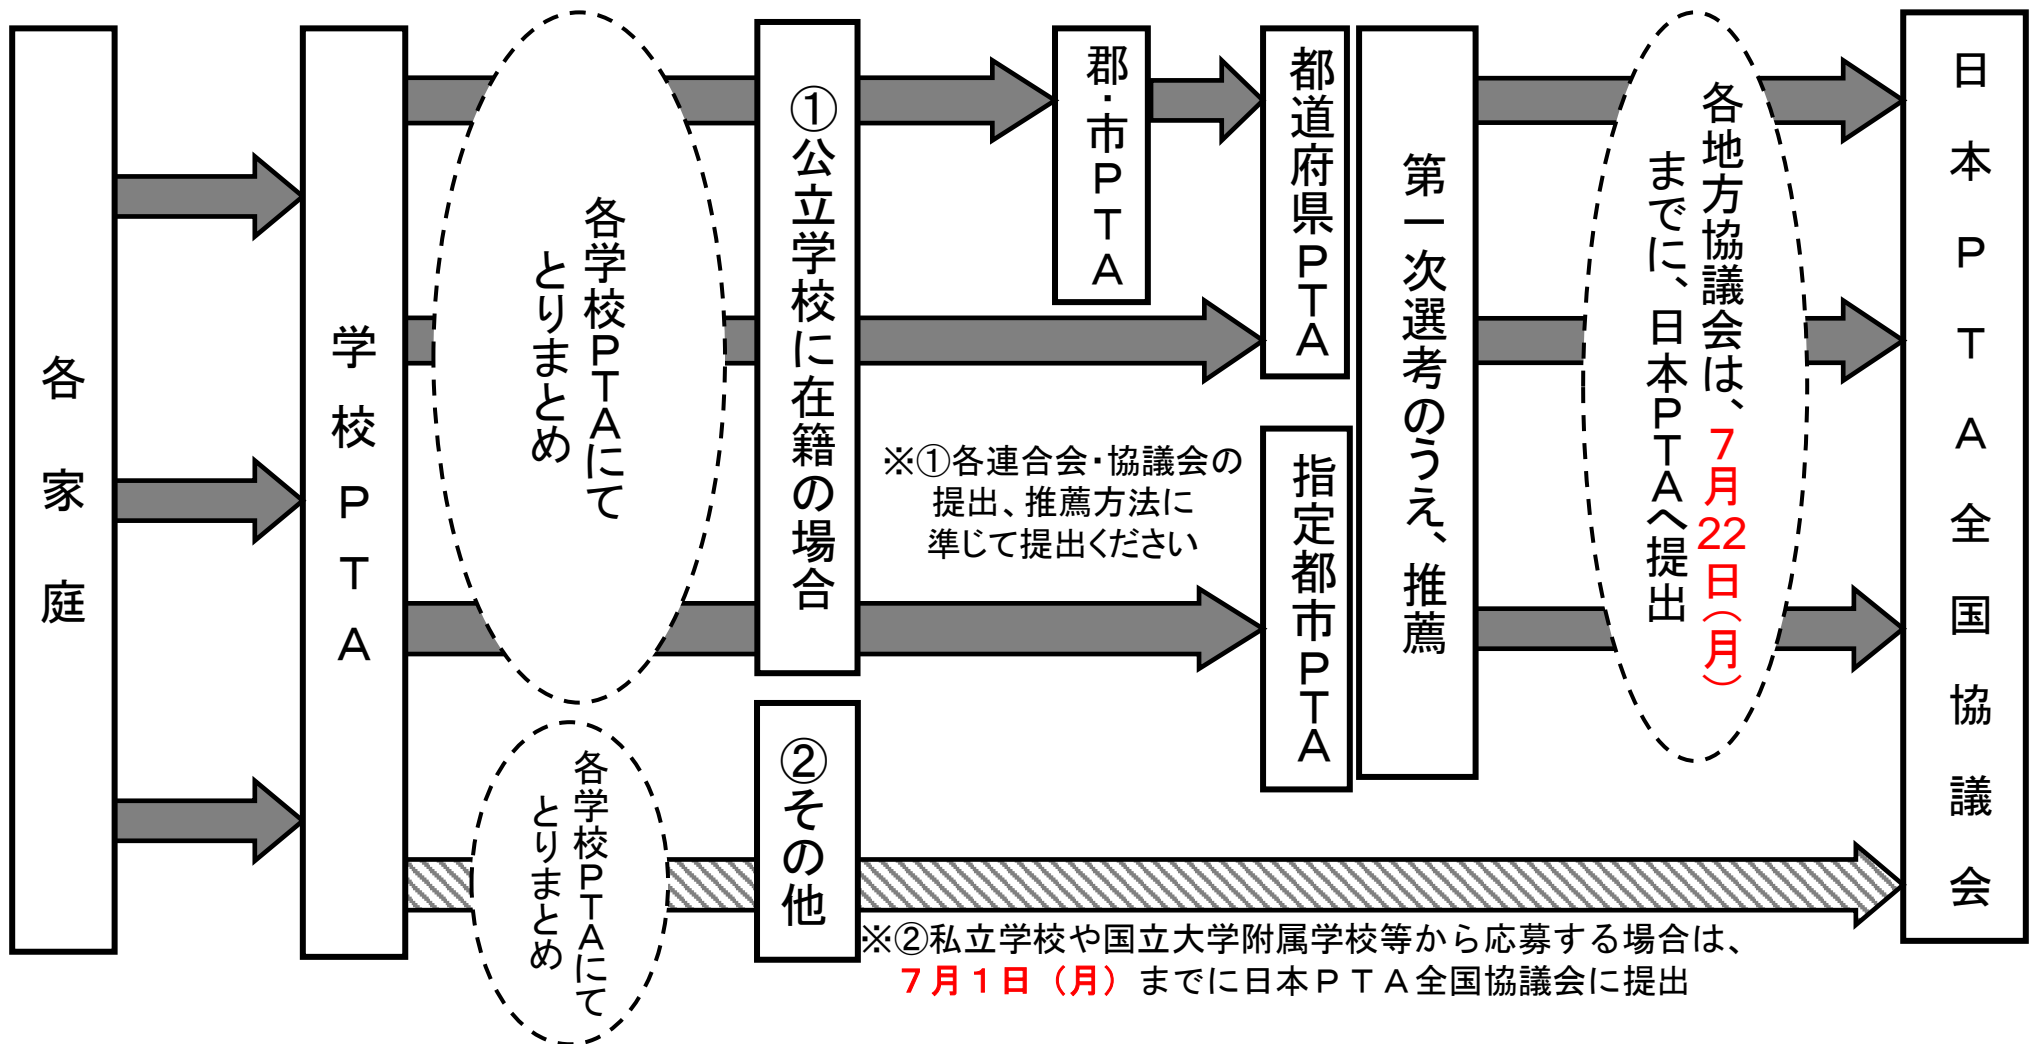 各家庭
学校ＰＴＡ
各学校ＰＴＡにて
とりまとめ
①公立学校に在籍の場合
郡・市ＰＴＡ
都道府県ＰＴＡ
※①各連合会・協議会の
提出、推薦方法に
準じて提出ください
指定都市ＰＴＡ
第一次選考のうえ、推薦
各地方協議会は、７月22日（月）
までに、日本ＰＴＡへ提出
日本ＰＴＡ全国協議会
各学校ＰＴＡにて
とりまとめ
②その他
※②私立学校や国立大学附属学校等から応募する場合は、
７月１日（月）までに日本ＰＴＡ全国協議会に提出